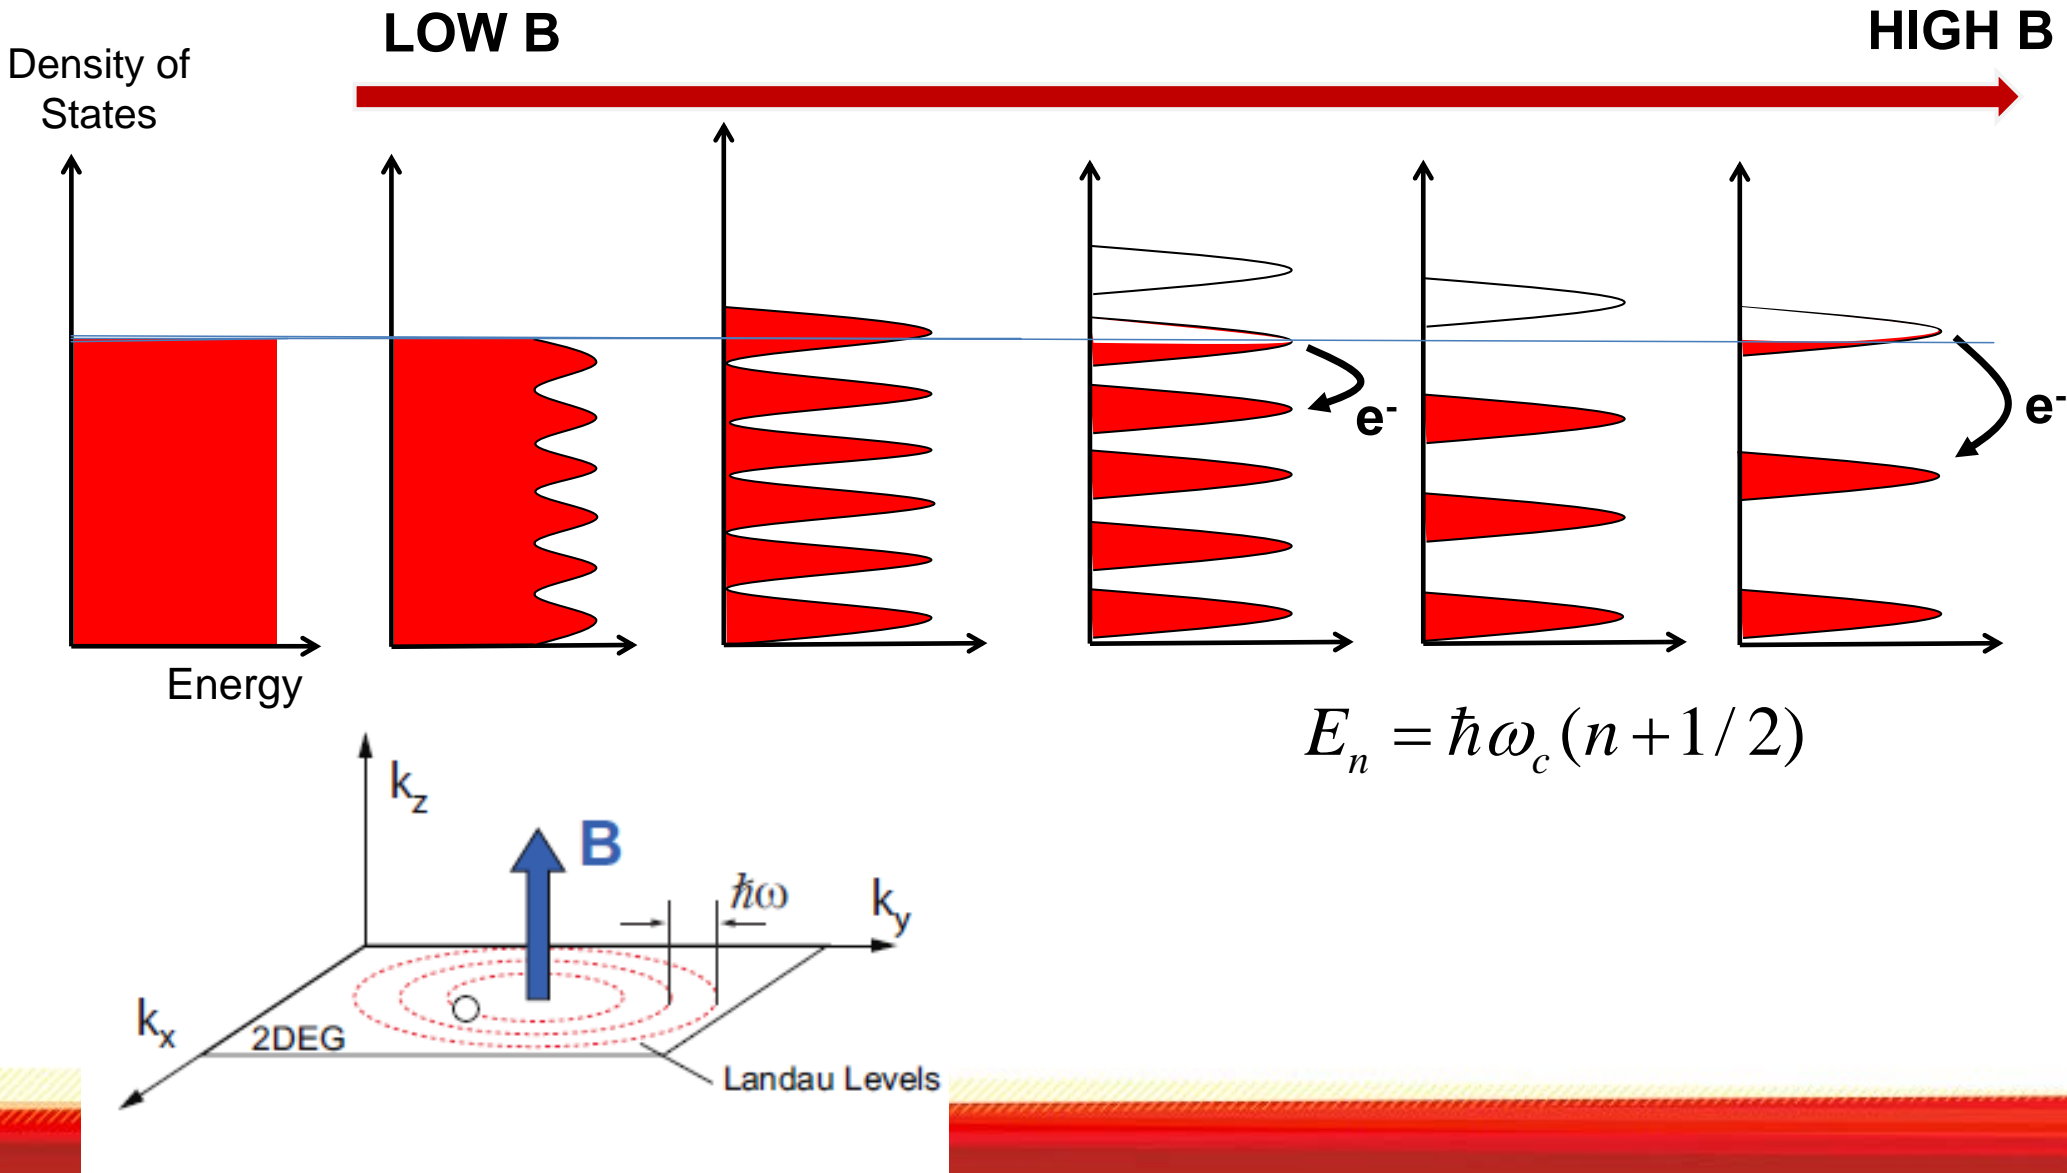 LOW B
HIGH B
Density of
States
e-
e-
Energy
E_n = ℏω_c(n+1/2)
k_z
B
ℏω
k_y
k_x
2DEG
Landau Levels